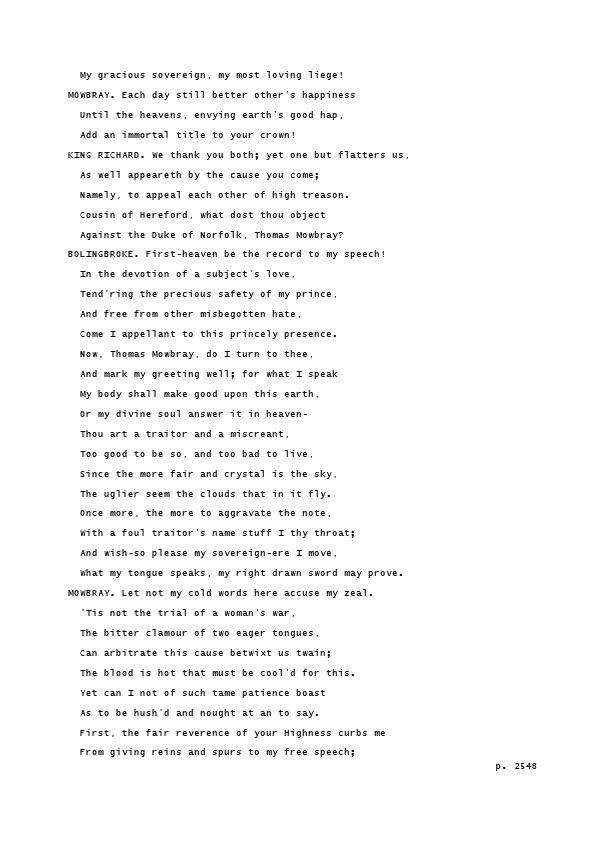 My gracious sovereign, my most loving liege!
MOWBRAY. Each day still better other's happiness
Until the heavens, envying earth's good hap,
Add an immortal title to your crown!
KING RICHARD. We thank you both; yet one but flatters us,
As well appeareth by the cause you come;
Namely, to appeal each other of high treason.
Cousin of Hereford, what dost thou object
Against the Duke of Norfolk, Thomas Mowbray?
BOLINGBROKE. First-heaven be the record to my speech!
In the devotion of a subject's love,
Tend'ring the precious safety of my prince,
And free from other misbegotten hate,
Come I appellant to this princely presence.
Now, Thomas Mowbray, do I turn to thee,
And mark my greeting well; for what I speak
My body shall make good upon this earth,
Or my divine soul answer it in heaven-
Thou art a traitor and a miscreant,
Too good to be so, and too bad to live,
Since the more fair and crystal is the sky,
The uglier seem the clouds that in it fly.
Once more, the more to aggravate the note,
With a foul traitor's name stuff I thy throat;
And wish-so please my sovereign-ere I move,
What my tongue speaks, my right drawn sword may prove.
MOWBRAY. Let not my cold words here accuse my zeal.
'Tis not the trial of a woman's war,
The bitter clamour of two eager tongues,
Can arbitrate this cause betwixt us twain;
The blood is hot that must be cool'd for this.
Yet can I not of such tame patience boast
As to be hush'd and nought at an to say.
First, the fair reverence of your Highness curbs me
From giving reins and spurs to my free speech;
p. 2548